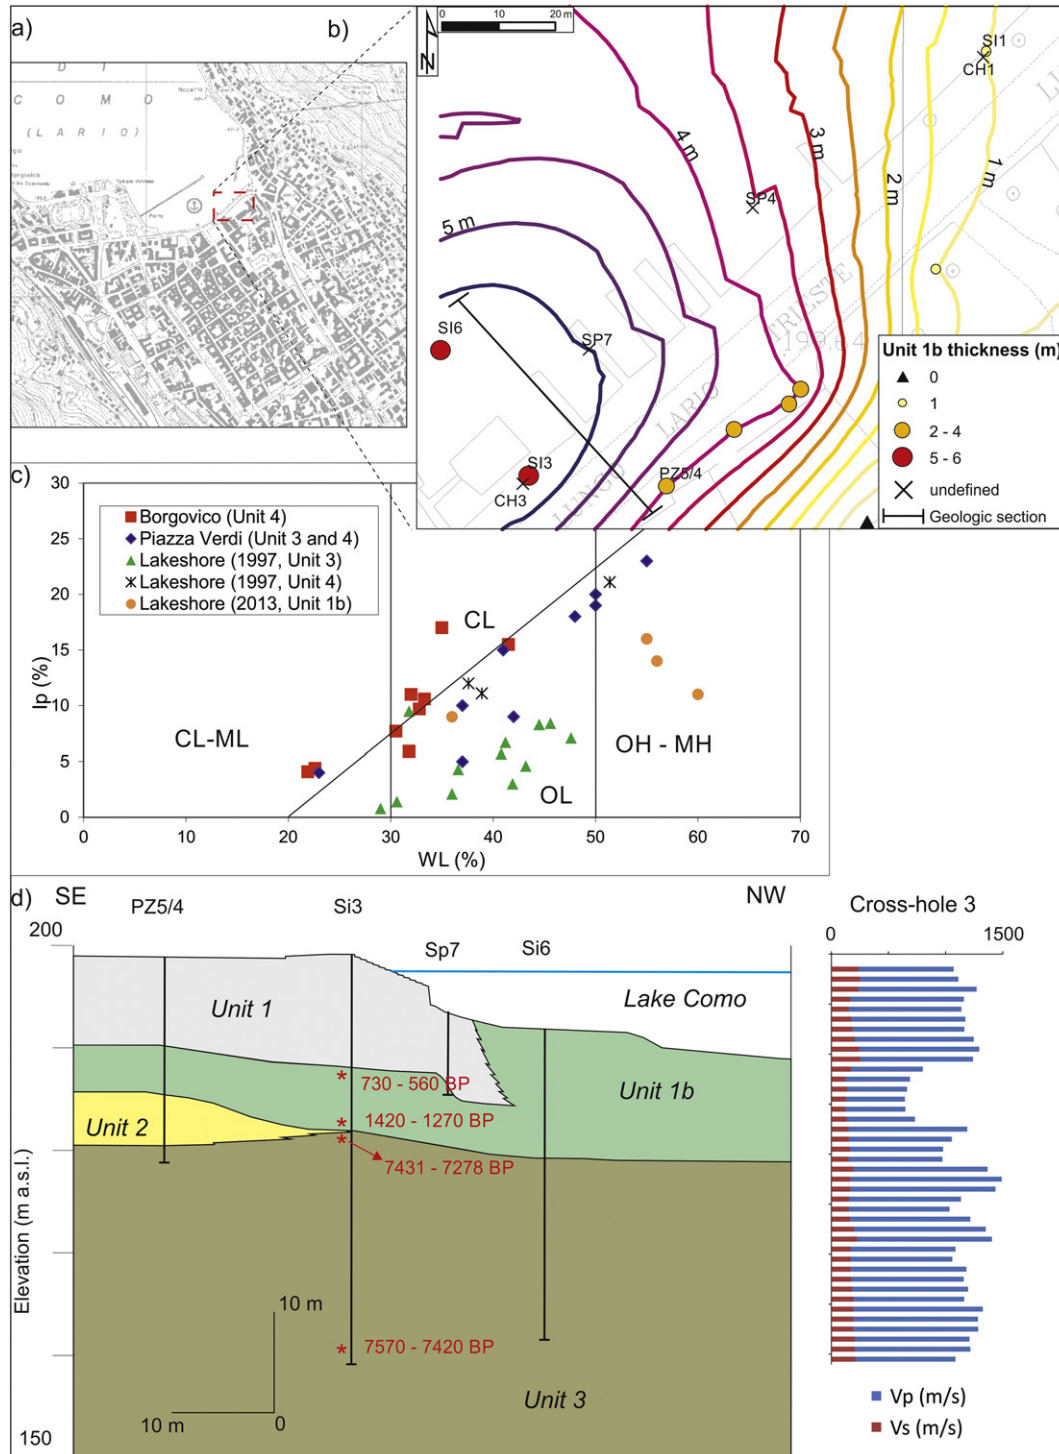 a)
b)
0 10 20 m
N
D I
C O M O
( L A R I O )
SI1
CH1
4 m
3 m
2 m
1 m
5 m
SP4
TRIESTE
199.64
SI6
SP7
LARIO
LUNGO
SI3
CH3
PZ5/4
Unit 1b thickness (m)
0
1
2 - 4
5 - 6
undefined
Geologic section
c)
30
25
20
15
10
5
0
Ip (%)
Borgovico (Unit 4)
Piazza Verdi (Unit 3 and 4)
Lakeshore (1997, Unit 3)
Lakeshore (1997, Unit 4)
Lakeshore (2013, Unit 1b)
CL
CL-ML
OH - MH
OL
0 10 20 30 40 50 60 70
WL (%)
d)
SE
NW
PZ5/4
Si3
Sp7
Si6
200
Elevation (m a.s.l.)
150
Unit 1
Lake Como
730 - 560 BP
Unit 1b
1420 - 1270 BP
Unit 2
7431 - 7278 BP
10 m
7570 - 7420 BP
10 m
0
Unit 3
Cross-hole 3
0 1500
Vp (m/s)
Vs (m/s)